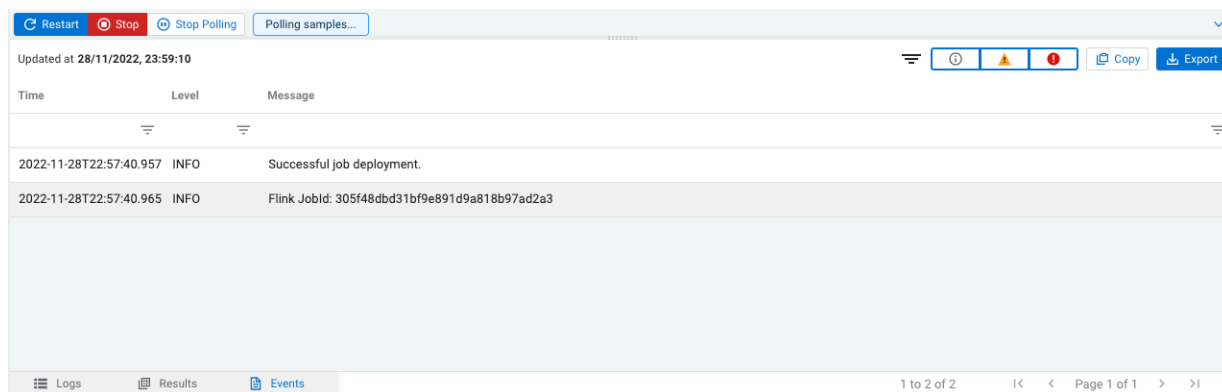 Restart Stop Stop Polling Polling samples...
Updated at 28/11/2022, 23:59:10 Copy Export
Time Level Message
2022-11-28T22:57:40.957 INFO Successful job deployment.
2022-11-28T22:57:40.965 INFO Flink JobId: 305f48dbd31bf9e891d9a818b97ad2a3
Logs Results Events 1 to 2 of 2 Page 1 of 1